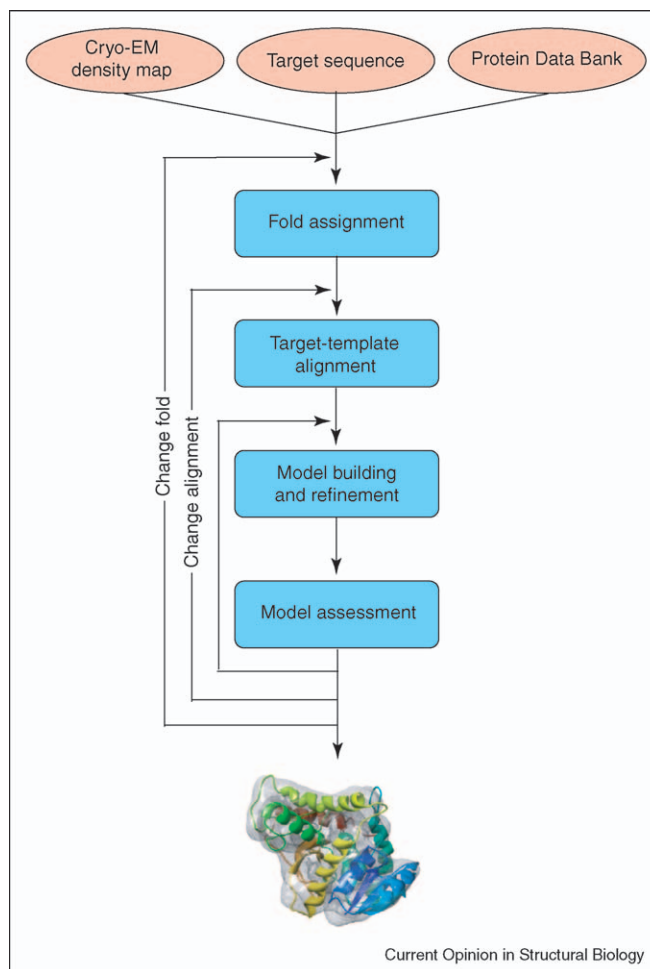 Cryo-EM
density map
Target sequence
Protein Data Bank
Fold assignment
Target-template
alignment
Model building
and refinement
Model assessment
Change fold
Change alignment
Current Opinion in Structural Biology